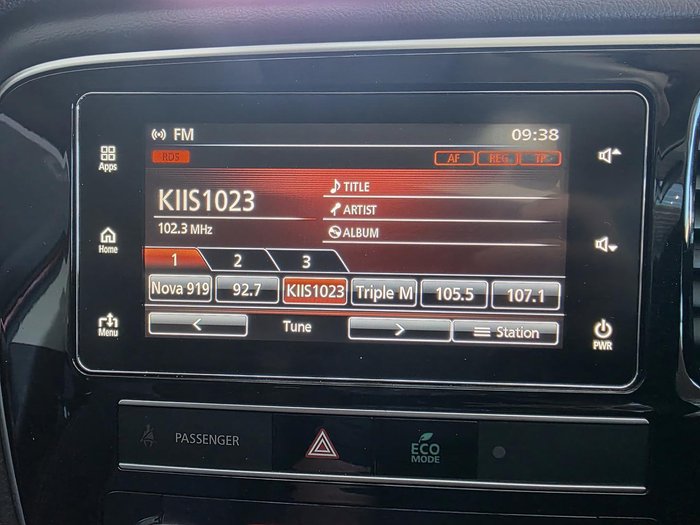 FM 09:38
RDS AF REG. TP
Apps
KIIS1023
102.3 MHz
TITLE
ARTIST
ALBUM
Home
1 2 3
Nova 919 92.7 KIIS1023 Triple M 105.5 107.1
Menu
< Tune > Station
PWR
PASSENGER
ECO
MODE